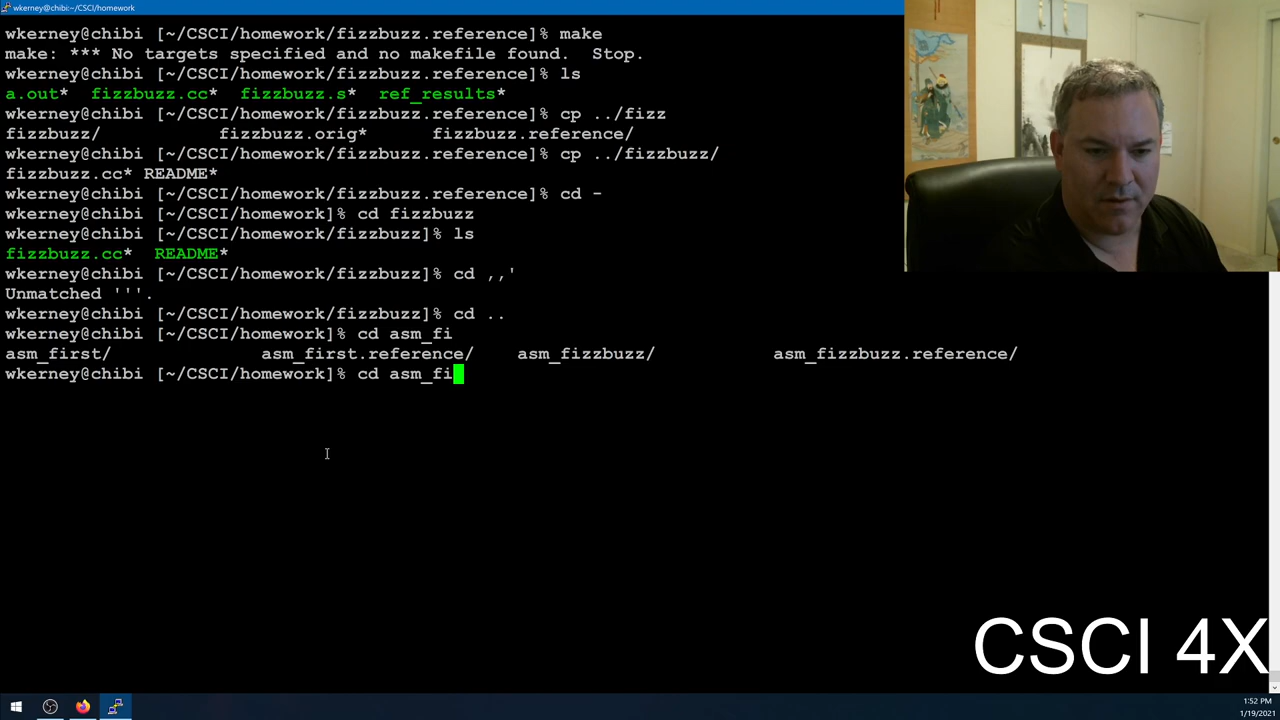 wkerney@chibi:~/CSCI/homework
wkerney@chibi [~/CSCI/homework/fizzbuzz.reference]% make
make: *** No targets specified and no makefile found.  Stop.
wkerney@chibi [~/CSCI/homework/fizzbuzz.reference]% ls
a.out*  fizzbuzz.cc*  fizzbuzz.s*  ref_results*
wkerney@chibi [~/CSCI/homework/fizzbuzz.reference]% cp ../fizz
fizzbuzz/           fizzbuzz.orig*      fizzbuzz.reference/
wkerney@chibi [~/CSCI/homework/fizzbuzz.reference]% cp ../fizzbuzz/
fizzbuzz.cc* README*
wkerney@chibi [~/CSCI/homework/fizzbuzz.reference]% cd -
wkerney@chibi [~/CSCI/homework]% cd fizzbuzz
wkerney@chibi [~/CSCI/homework/fizzbuzz]% ls
fizzbuzz.cc*  README*
wkerney@chibi [~/CSCI/homework/fizzbuzz]% cd ,,'
Unmatched '''.
wkerney@chibi [~/CSCI/homework/fizzbuzz]% cd ..
wkerney@chibi [~/CSCI/homework]% cd asm_fi
asm_first/              asm_first.reference/    asm_fizzbuzz/           asm_fizzbuzz.reference/
wkerney@chibi [~/CSCI/homework]% cd asm_fi
CSCI 4X
1:52 PM
1/19/2021